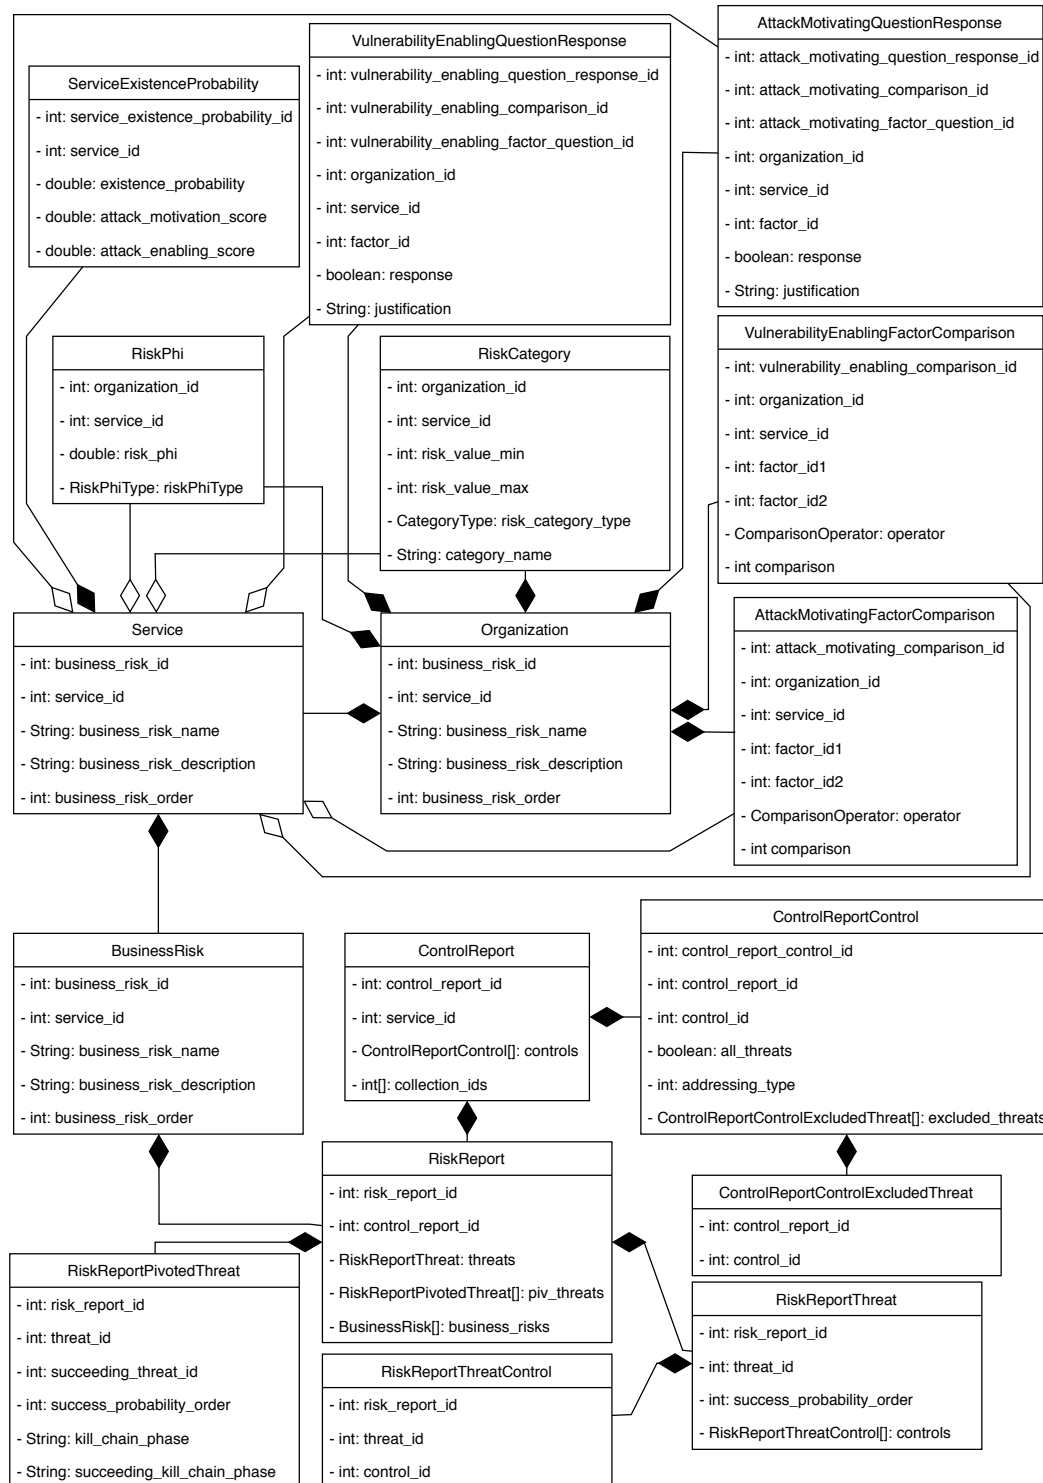 ServiceExistenceProbability
- int: service_existence_probability_id
- int: service_id
- double: existence_probability
- double: attack_motivation_score
- double: attack_enabling_score
VulnerabilityEnablingQuestionResponse
- int: vulnerability_enabling_question_response_id
- int: vulnerability_enabling_comparison_id
- int: vulnerability_enabling_factor_question_id
- int: organization_id
- int: service_id
- int: factor_id
- boolean: response
- String: justification
AttackMotivatingQuestionResponse
- int: attack_motivating_question_response_id
- int: attack_motivating_comparison_id
- int: attack_motivating_factor_question_id
- int: organization_id
- int: service_id
- int: factor_id
- boolean: response
- String: justification
RiskPhi
- int: organization_id
- int: service_id
- double: risk_phi
- RiskPhiType: riskPhiType
RiskCategory
- int: organization_id
- int: service_id
- int: risk_value_min
- int: risk_value_max
- CategoryType: risk_category_type
- String: category_name
VulnerabilityEnablingFactorComparison
- int: vulnerability_enabling_comparison_id
- int: organization_id
- int: service_id
- int: factor_id1
- int: factor_id2
- ComparisonOperator: operator
- int comparison
Service
- int: business_risk_id
- int: service_id
- String: business_risk_name
- String: business_risk_description
- int: business_risk_order
Organization
- int: business_risk_id
- int: service_id
- String: business_risk_name
- String: business_risk_description
- int: business_risk_order
AttackMotivatingFactorComparison
- int: attack_motivating_comparison_id
- int: organization_id
- int: service_id
- int: factor_id1
- int: factor_id2
- ComparisonOperator: operator
- int comparison
BusinessRisk
- int: business_risk_id
- int: service_id
- String: business_risk_name
- String: business_risk_description
- int: business_risk_order
ControlReport
- int: control_report_id
- int: service_id
- ControlReportControl[]: controls
- int[]: collection_ids
ControlReportControl
- int: control_report_control_id
- int: control_report_id
- int: control_id
- boolean: all_threats
- int: addressing_type
- ControlReportControlExcludedThreat[]: excluded_threats
RiskReport
- int: risk_report_id
- int: control_report_id
- RiskReportThreat: threats
- RiskReportPivotedThreat[]: piv_threats
- BusinessRisk[]: business_risks
ControlReportControlExcludedThreat
- int: control_report_id
- int: control_id
RiskReportPivotedThreat
- int: risk_report_id
- int: threat_id
- int: succeeding_threat_id
- int: success_probability_order
- String: kill_chain_phase
- String: succeeding_kill_chain_phase
RiskReportThreatControl
- int: risk_report_id
- int: threat_id
- int: control_id
RiskReportThreat
- int: risk_report_id
- int: threat_id
- int: success_probability_order
- RiskReportThreatControl[]: controls